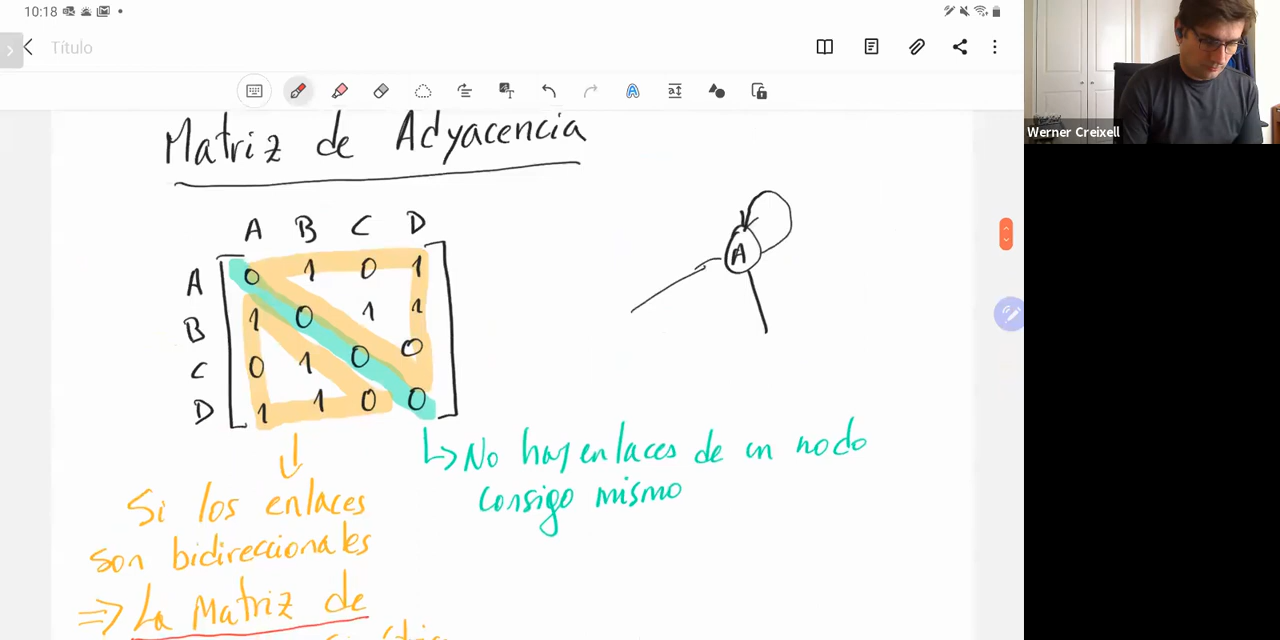 10:18
Título
Werner Creixell
Matriz de Adyacencia
A B C D
A 0 1 0 1
B 1 0 1 1
C 0 1 0 0
D 1 1 0 0
A
No hay enlaces de un nodo
consigo mismo
Si los enlaces
son bidireccionales
⇒ La Matriz de